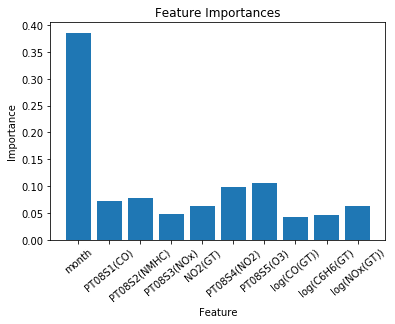 Feature Importances
Importance
0.40
0.35
0.30
0.25
0.20
0.15
0.10
0.05
0.00
month
PT08S1(CO)
PT08S2(NMHC)
PT08S3(NOx)
NO2(GT)
PT08S4(NO2)
PT08S5(O3)
log(CO(GT))
log(C6H6(GT)
log(NOx(GT))
Feature